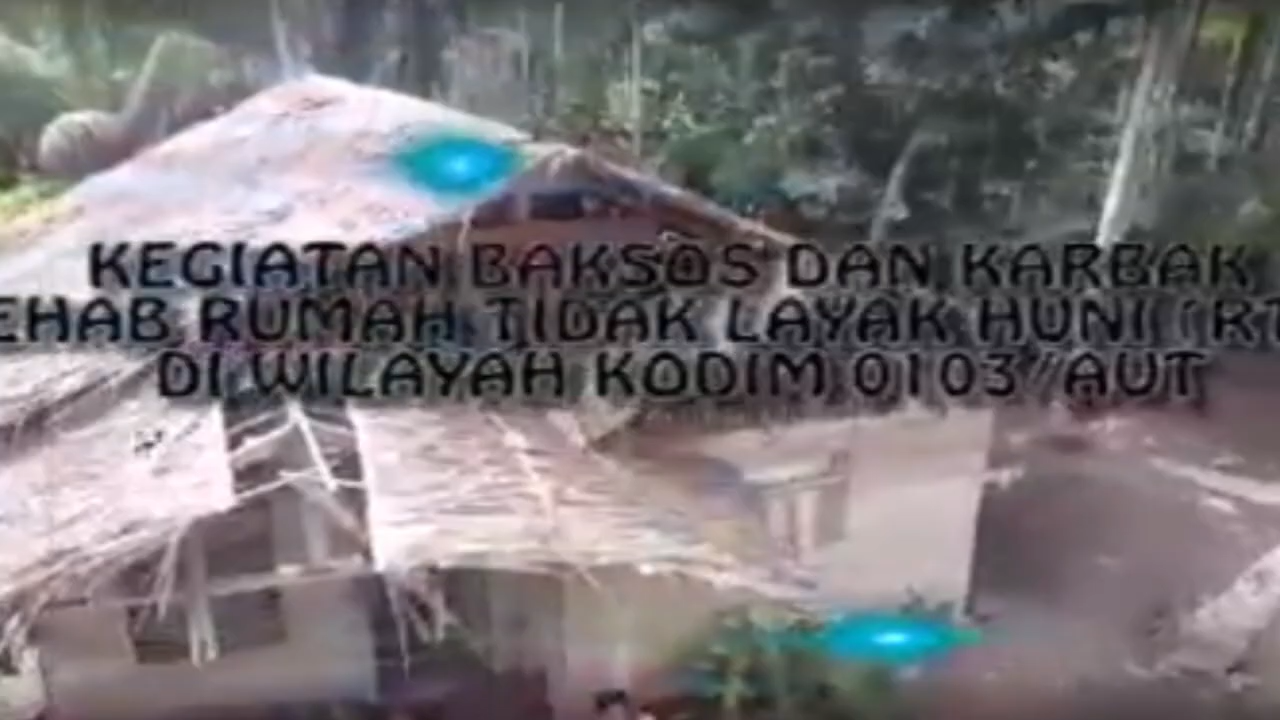 KEGIATAN BAKSOS DAN KARBAK
EHAB RUMAH TIDAK LAYAK HUNI (RT
DI WILAYAH KODIM 0103/AUT